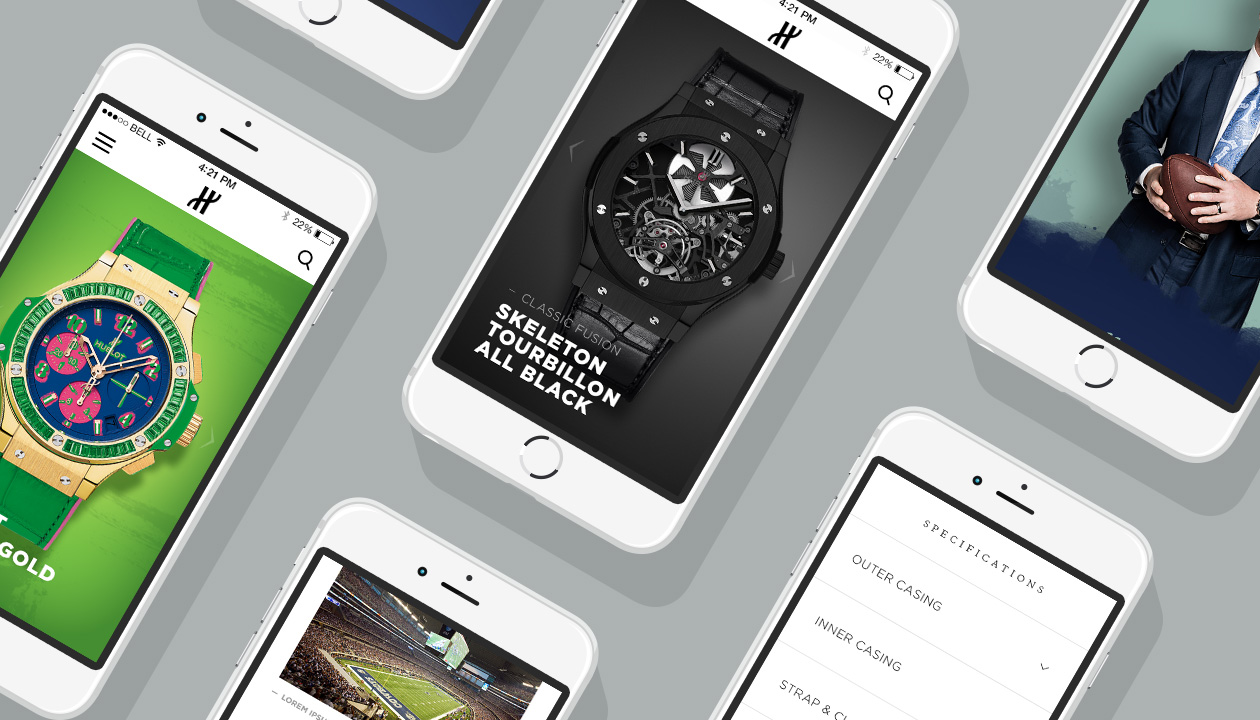 BELL
4:21 PM
22%
HUBLOT
GOLD
4:21 PM
22%
– CLASSIC FUSION
SKELETON
TOURBILLON
ALL BLACK
– LOREM IPSU
SPECIFICATIONS
OUTER CASING
INNER CASING
STRAP & CL